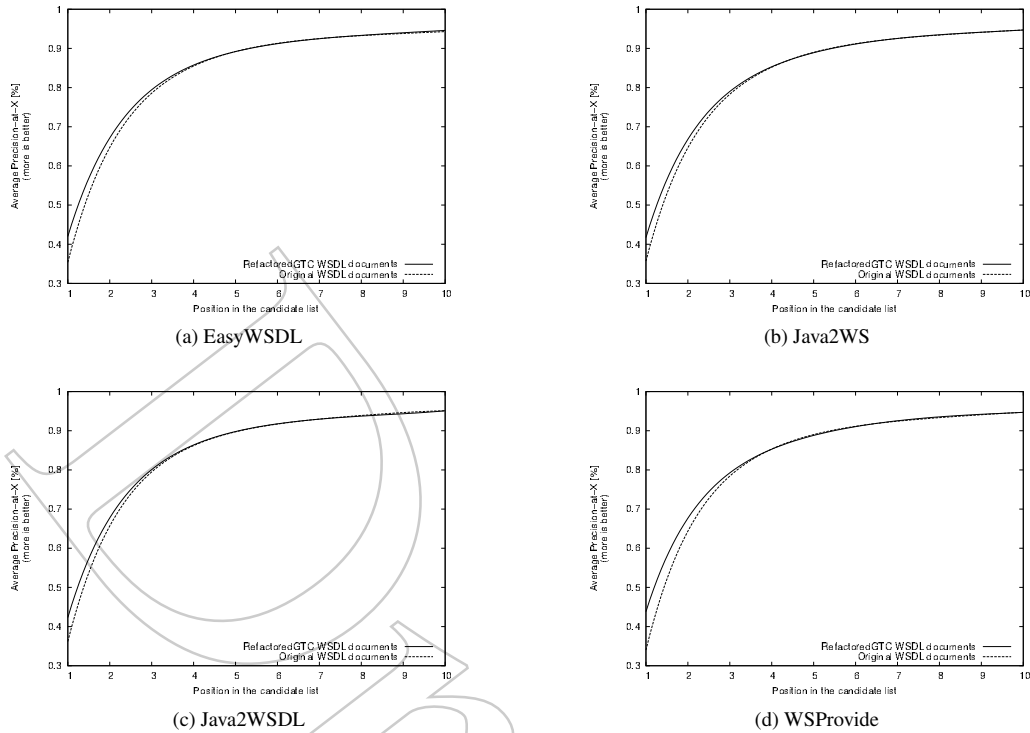 1
0.9
0.8
0.7
0.6
0.5
0.4
0.3
Average Precision-at-X [%]
(more is better)
RefactoredGTC WSDL documents
Original WSDL documents
1 2 3 4 5 6 7 8 9 10
Position in the candidate list
(a) EasyWSDL
1
0.9
0.8
0.7
0.6
0.5
0.4
0.3
Average Precision-at-X [%]
(more is better)
RefactoredGTC WSDL documents
Original WSDL documents
1 2 3 4 5 6 7 8 9 10
Position in the candidate list
(b) Java2WS
1
0.9
0.8
0.7
0.6
0.5
0.4
0.3
Average Precision-at-X [%]
(more is better)
RefactoredGTC WSDL documents
Original WSDL documents
1 2 3 4 5 6 7 8 9 10
Position in the candidate list
(c) Java2WSDL
1
0.9
0.8
0.7
0.6
0.5
0.4
0.3
Average Precision-at-X [%]
(more is better)
RefactoredGTC WSDL documents
Original WSDL documents
1 2 3 4 5 6 7 8 9 10
Position in the candidate list
(d) WSProvide